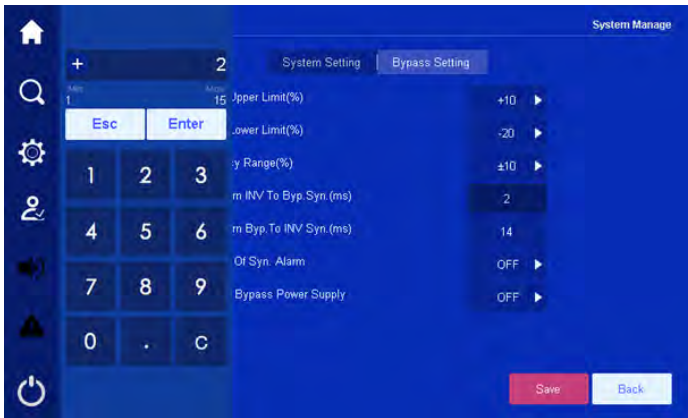 System Manage
System Setting
Bypass Setting
+ 2
Min Max
1 15
Esc Enter
1 2 3
4 5 6
7 8 9
0 . C
Upper Limit(%) +10
Lower Limit(%) -20
y Range(%) ±10
m INV To Byp.Syn.(ms) 2
m Byp.To INV Syn.(ms) 14
Of Syn. Alarm OFF
Bypass Power Supply OFF
Save Back